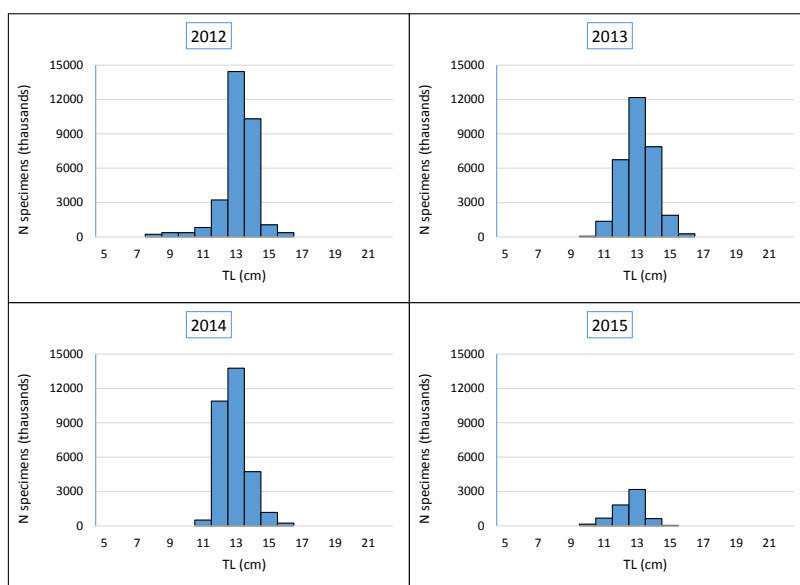 2012
N specimens (thausands)
15000
12000
9000
6000
3000
0
5 7 9 11 13 15 17 19 21
TL (cm)
2013
N specimens (thausands)
15000
12000
9000
6000
3000
0
5 7 9 11 13 15 17 19 21
TL (cm)
2014
N specimens (thausands)
15000
12000
9000
6000
3000
0
5 7 9 11 13 15 17 19 21
TL (cm)
2015
N specimens (thausands)
15000
12000
9000
6000
3000
0
5 7 9 11 13 15 17 19 21
TL (cm)